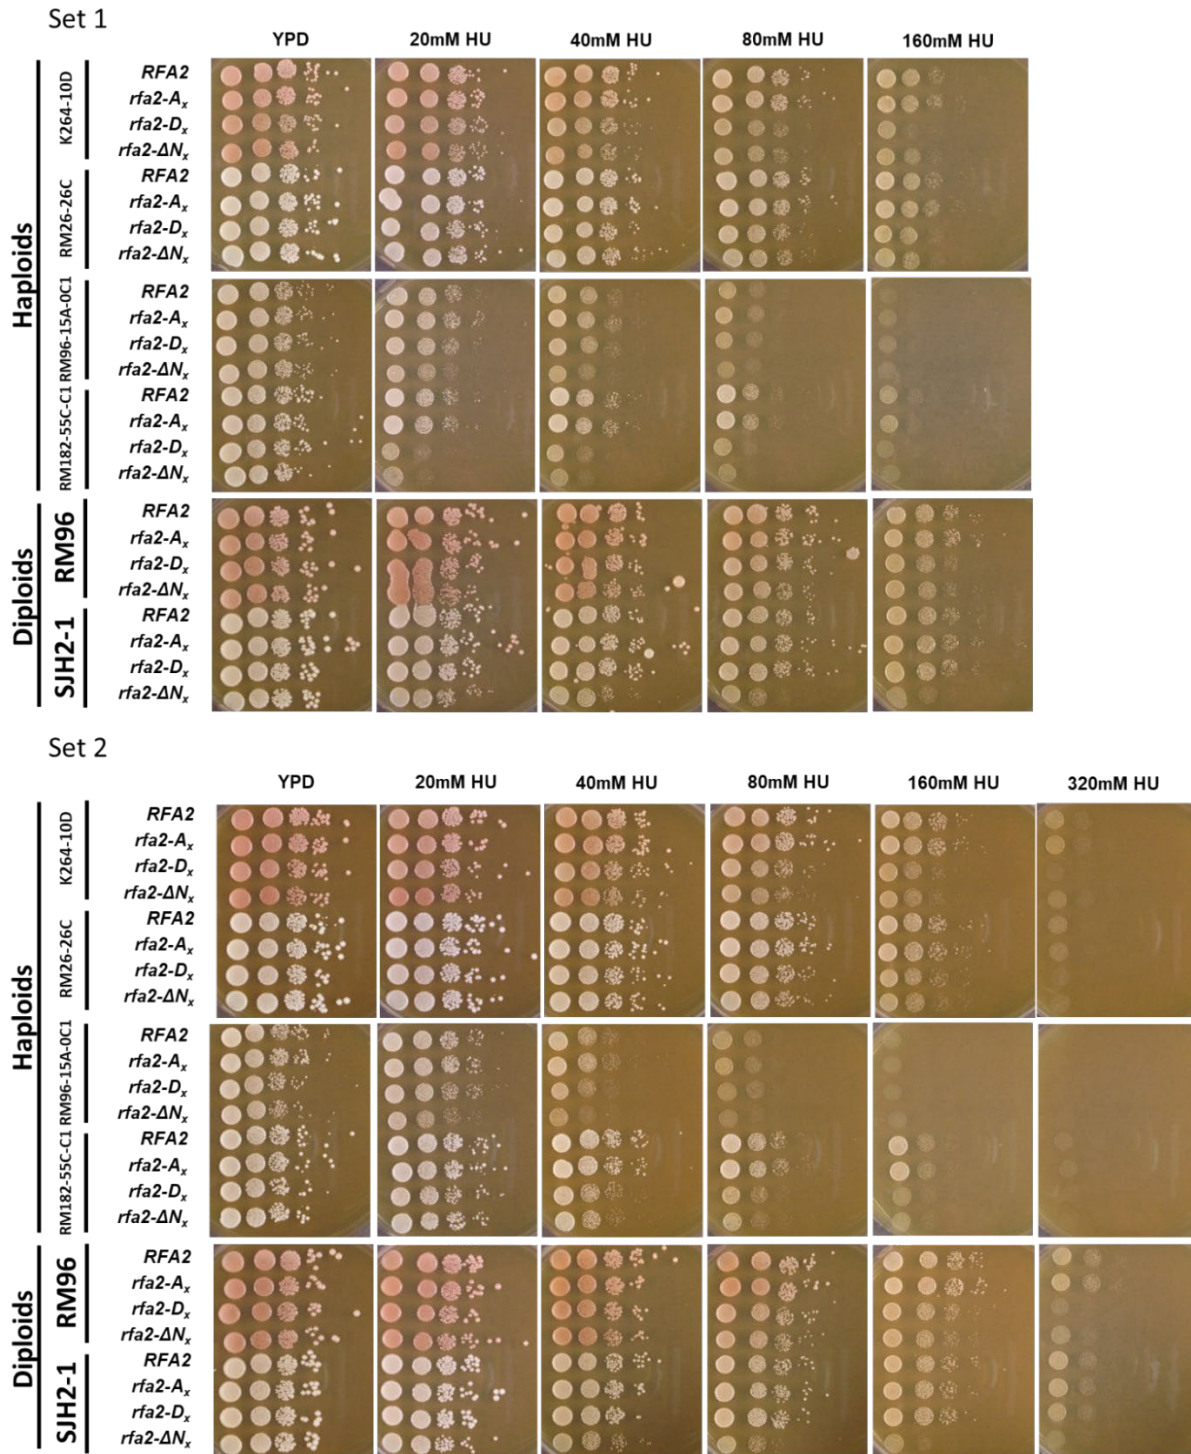 Set 1
YPD 20mM HU 40mM HU 80mM HU 160mM HU
Haploids
K264-10D
RFA2
rfa2-Ax
rfa2-Dx
rfa2-ΔNx
RM26-26C
RFA2
rfa2-Ax
rfa2-Dx
rfa2-ΔNx
RM96-15A-0C1
RFA2
rfa2-Ax
rfa2-Dx
rfa2-ΔNx
RM182-55C-C1
RFA2
rfa2-Ax
rfa2-Dx
rfa2-ΔNx
Diploids
RM96
RFA2
rfa2-Ax
rfa2-Dx
rfa2-ΔNx
SJH2-1
RFA2
rfa2-Ax
rfa2-Dx
rfa2-ΔNx
Set 2
YPD 20mM HU 40mM HU 80mM HU 160mM HU 320mM HU
Haploids
K264-10D
RFA2
rfa2-Ax
rfa2-Dx
rfa2-ΔNx
RM26-26C
RFA2
rfa2-Ax
rfa2-Dx
rfa2-ΔNx
RM96-15A-0C1
RFA2
rfa2-Ax
rfa2-Dx
rfa2-ΔNx
RM182-55C-C1
RFA2
rfa2-Ax
rfa2-Dx
rfa2-ΔNx
Diploids
RM96
RFA2
rfa2-Ax
rfa2-Dx
rfa2-ΔNx
SJH2-1
RFA2
rfa2-Ax
rfa2-Dx
rfa2-ΔNx